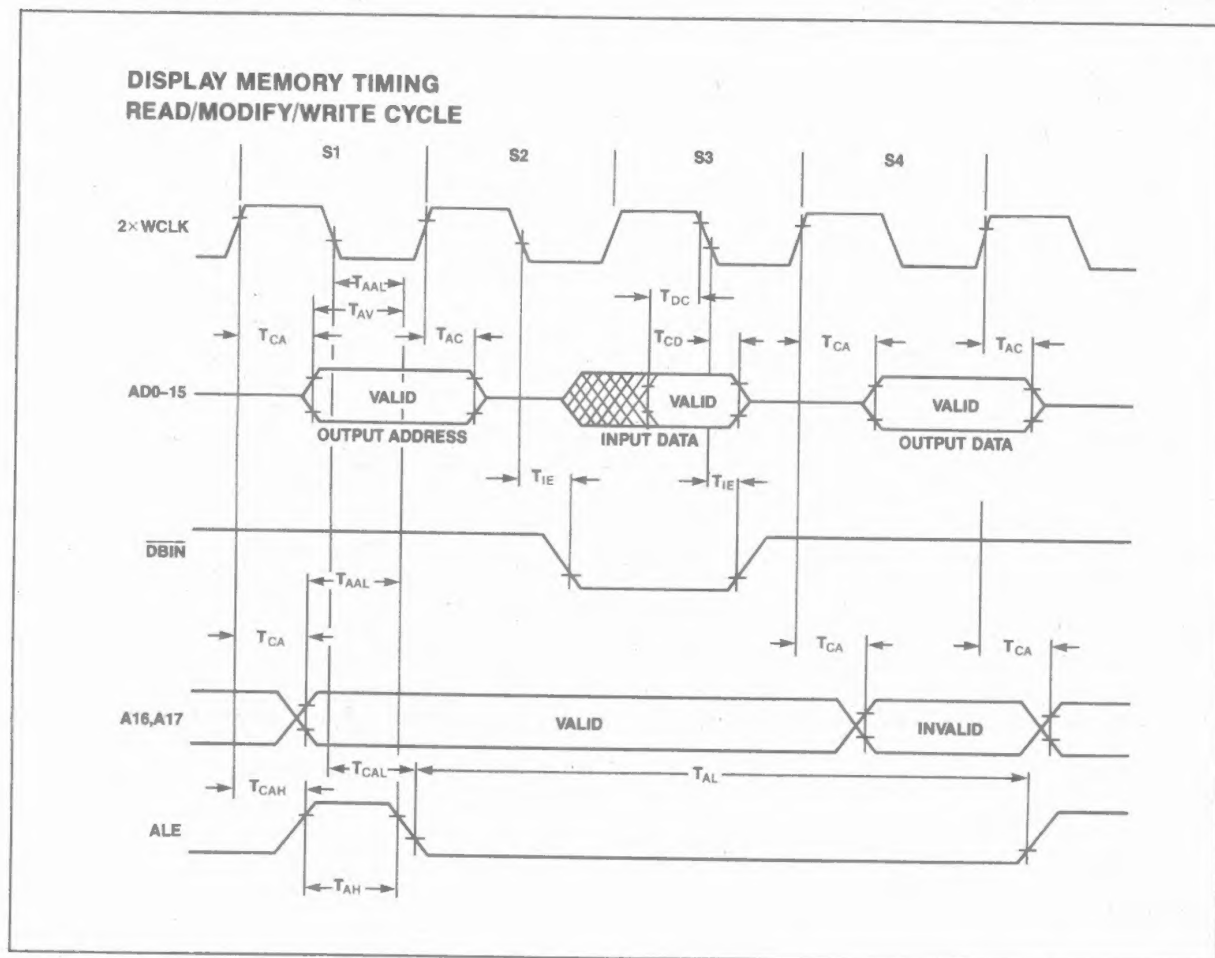 DISPLAY MEMORY TIMING
READ/MODIFY/WRITE CYCLE
S1 S2 S3 S4
2×WCLK
TAAL
TAV
TDC
TCA TAC TCD TCA TAC
AD0–15
VALID VALID VALID
OUTPUT ADDRESS INPUT DATA OUTPUT DATA
TIE TIE
DBIN
TAAL
TCA TCA TCA
A16,A17 VALID INVALID
TCAH TCAL TAL
ALE
TAH